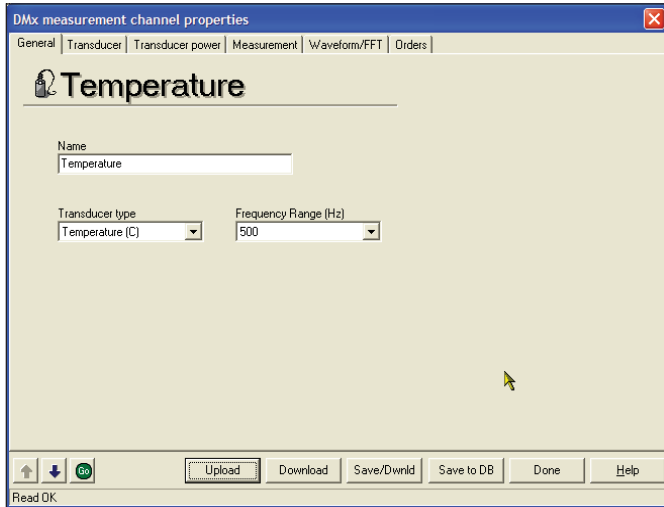 DMx measurement channel properties
General Transducer Transducer power Measurement Waveform/FFT Orders
Temperature
Name
Temperature
Transducer type Frequency Range (Hz)
Temperature (C) 500
Go Upload Download Save/Dwnld Save to DB Done Help
Read OK